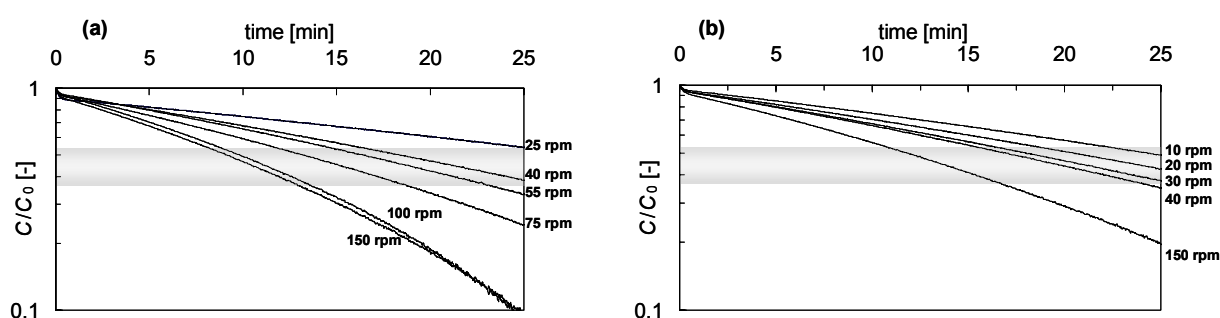 (a)
time [min]
0 5 10 15 20 25
1
C/C0 [-]
0.1
25 rpm
40 rpm
55 rpm
75 rpm
100 rpm
150 rpm
(b)
time [min]
0 5 10 15 20 25
1
C/C0 [-]
0.1
10 rpm
20 rpm
30 rpm
40 rpm
150 rpm